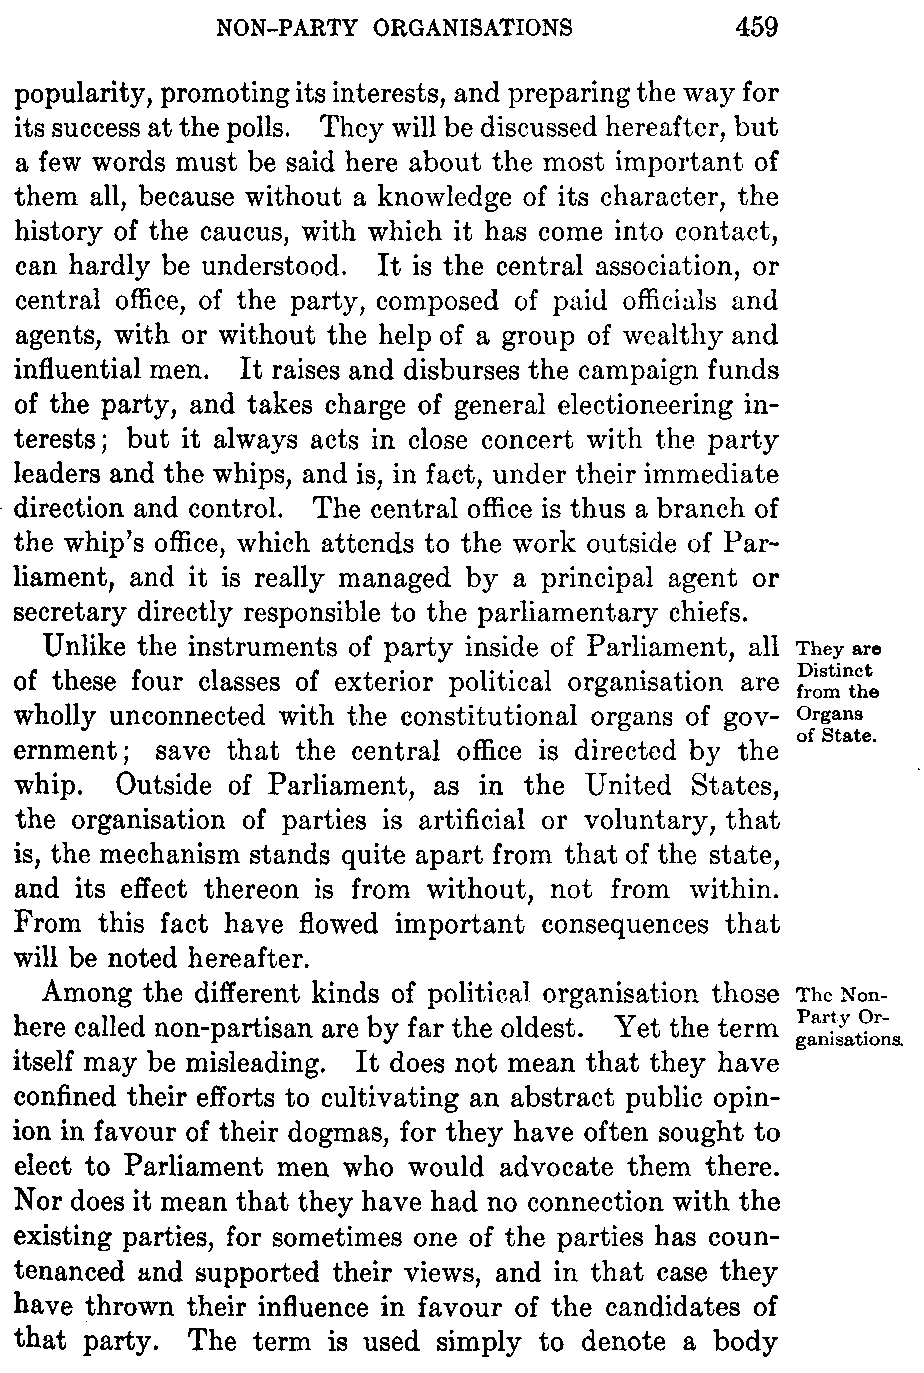 NON-PARTY ORGANISATIONS 459
popularity, promoting its interests, and preparing the way for
its success at the polls. They will be discussed hereafter, but
a few words must be said here about the most important of
them all, because without a knowledge of its character, the
history of the caucus, with which it has come into contact,
can hardly be understood. It is the central association, or
central office, of the party, composed of paid officials and
agents, with or without the help of a group of wealthy and
influential men. It raises and disburses the campaign funds
of the party, and takes charge of general electioneering in-
terests; but it always acts in close concert with the party
leaders and the whips, and is, in fact, under their immediate
direction and control. The central office is thus a branch of
the whip's office, which attends to the work outside of Par-
liament, and it is really managed by a principal agent or
secretary directly responsible to the parliamentary chiefs.
Unlike the instruments of party inside of Parliament, all
of these four classes of exterior political organisation are
wholly unconnected with the constitutional organs of gov-
ernment; save that the central office is directed by the
whip. Outside of Parliament, as in the United States,
the organisation of parties is artificial or voluntary, that
is, the mechanism stands quite apart from that of the state,
and its effect thereon is from without, not from within.
From this fact have flowed important consequences that
will be noted hereafter.
They are
Distinct
from the
Organs
of State.
Among the different kinds of political organisation those
here called non-partisan are by far the oldest. Yet the term
itself may be misleading. It does not mean that they have
confined their efforts to cultivating an abstract public opin-
ion in favour of their dogmas, for they have often sought to
elect to Parliament men who would advocate them there.
Nor does it mean that they have had no connection with the
existing parties, for sometimes one of the parties has coun-
tenanced and supported their views, and in that case they
have thrown their influence in favour of the candidates of
that party. The term is used simply to denote a body
The Non-
Party Or-
ganisations.